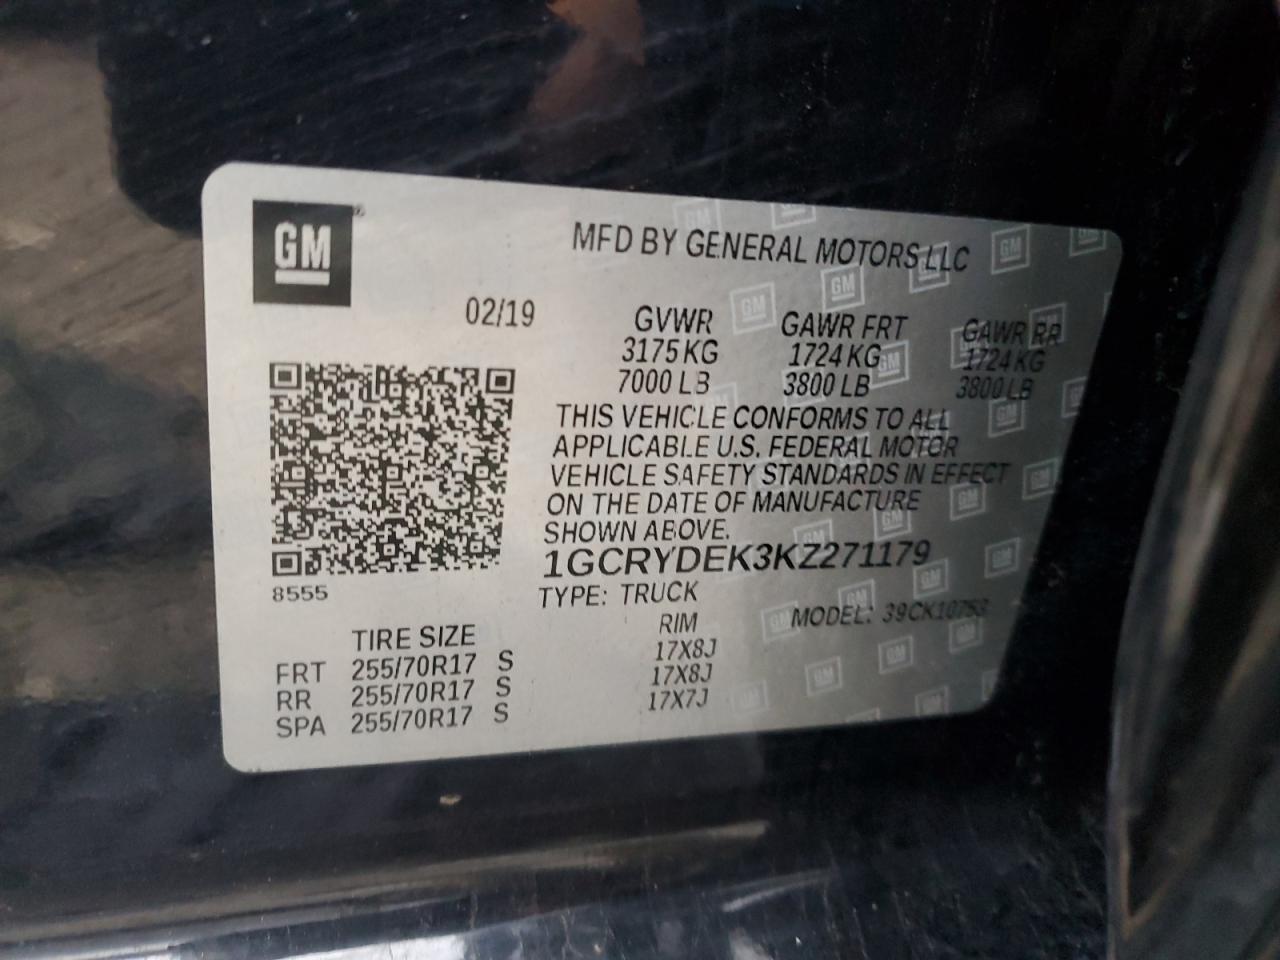 GM
MFD BY GENERAL MOTORS LLC
02/19 GVWR GAWR FRT GAWR RR
3175 KG 1724 KG 1724 KG
7000 LB 3800 LB 3800 LB
THIS VEHICLE CONFORMS TO ALL
APPLICABLE U.S. FEDERAL MOTOR
VEHICLE SAFETY STANDARDS IN EFFECT
ON THE DATE OF MANUFACTURE
SHOWN ABOVE.
1GCRYDEK3KZ271179
8555
TYPE: TRUCK
MODEL: 39CK10753
TIRE SIZE RIM
FRT 255/70R17 S 17X8J
RR 255/70R17 S 17X8J
SPA 255/70R17 S 17X7J